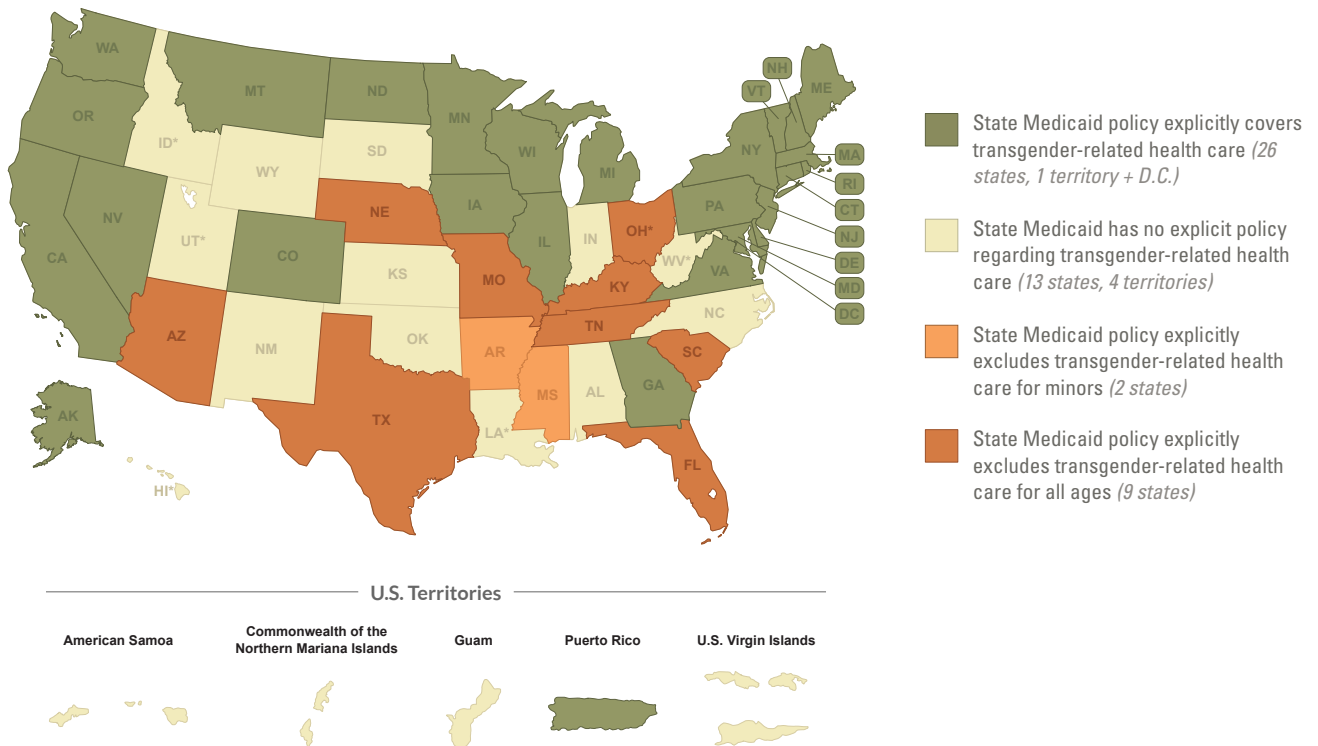 WA
MT
ND
MN
OR
ID*
WY
SD
WI
MI
NY
VT
NH
ME
MA
RI
CT
NJ
DE
MD
DC
CA
NV
UT*
CO
NE
IA
IL
IN
OH*
PA
WV*
VA
KS
MO
KY
NC
AZ
NM
OK
AR
TN
SC
TX
LA*
MS
AL
GA
FL
AK
HI*
State Medicaid policy explicitly covers
transgender-related health care (26
states, 1 territory + D.C.)
State Medicaid has no explicit policy
regarding transgender-related health
care (13 states, 4 territories)
State Medicaid policy explicitly
excludes transgender-related health
care for minors (2 states)
State Medicaid policy explicitly
excludes transgender-related health
care for all ages (9 states)
U.S. Territories
American Samoa
Commonwealth of the
Northern Mariana Islands
Guam
Puerto Rico
U.S. Virgin Islands